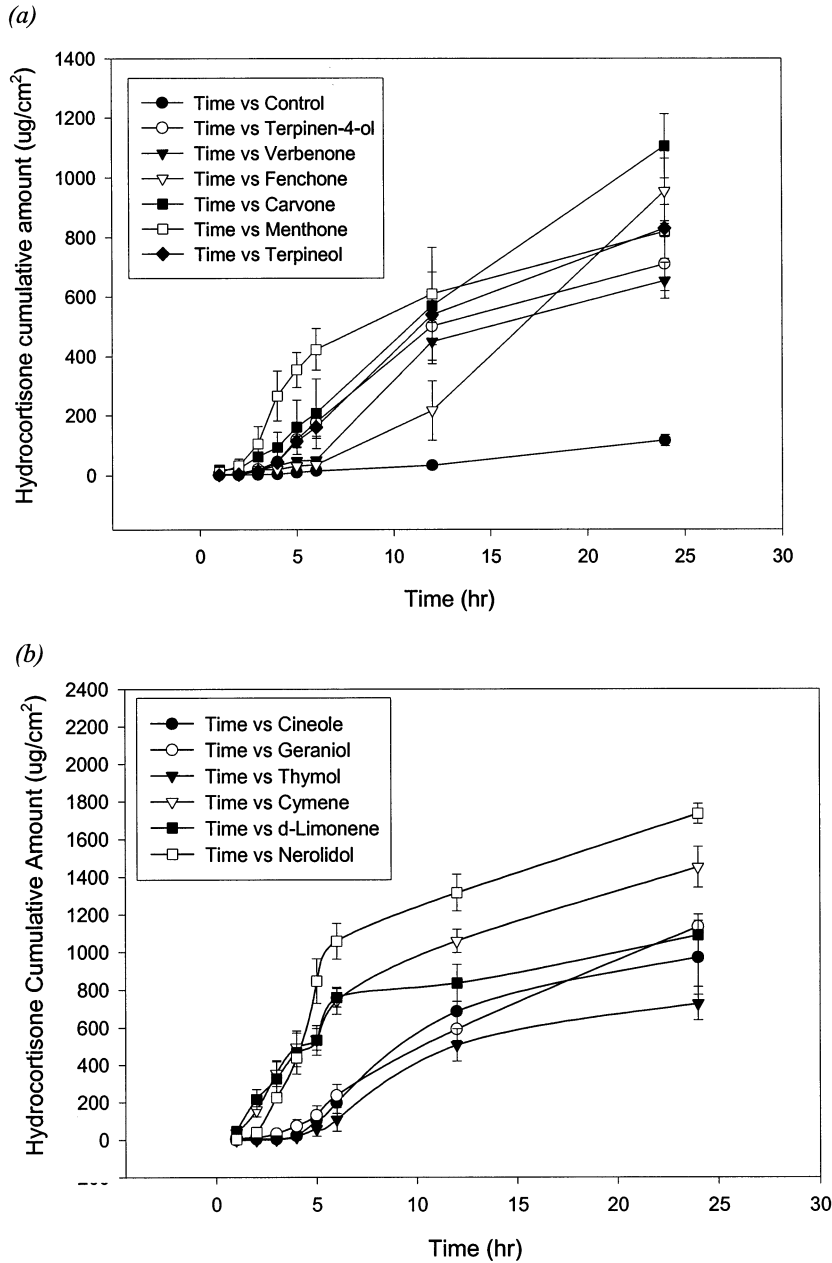 (a)
Hydrocortisone cumulative amount (ug/cm²)
1400
1200
1000
800
600
400
200
0
Time vs Control
Time vs Terpinen-4-ol
Time vs Verbenone
Time vs Fenchone
Time vs Carvone
Time vs Menthone
Time vs Terpineol
0 5 10 15 20 25 30
Time (hr)
(b)
Hydrocortisone Cumulative Amount (ug/cm²)
2400
2200
2000
1800
1600
1400
1200
1000
800
600
400
200
0
Time vs Cineole
Time vs Geraniol
Time vs Thymol
Time vs Cymene
Time vs d-Limonene
Time vs Nerolidol
0 5 10 15 20 25 30
Time (hr)